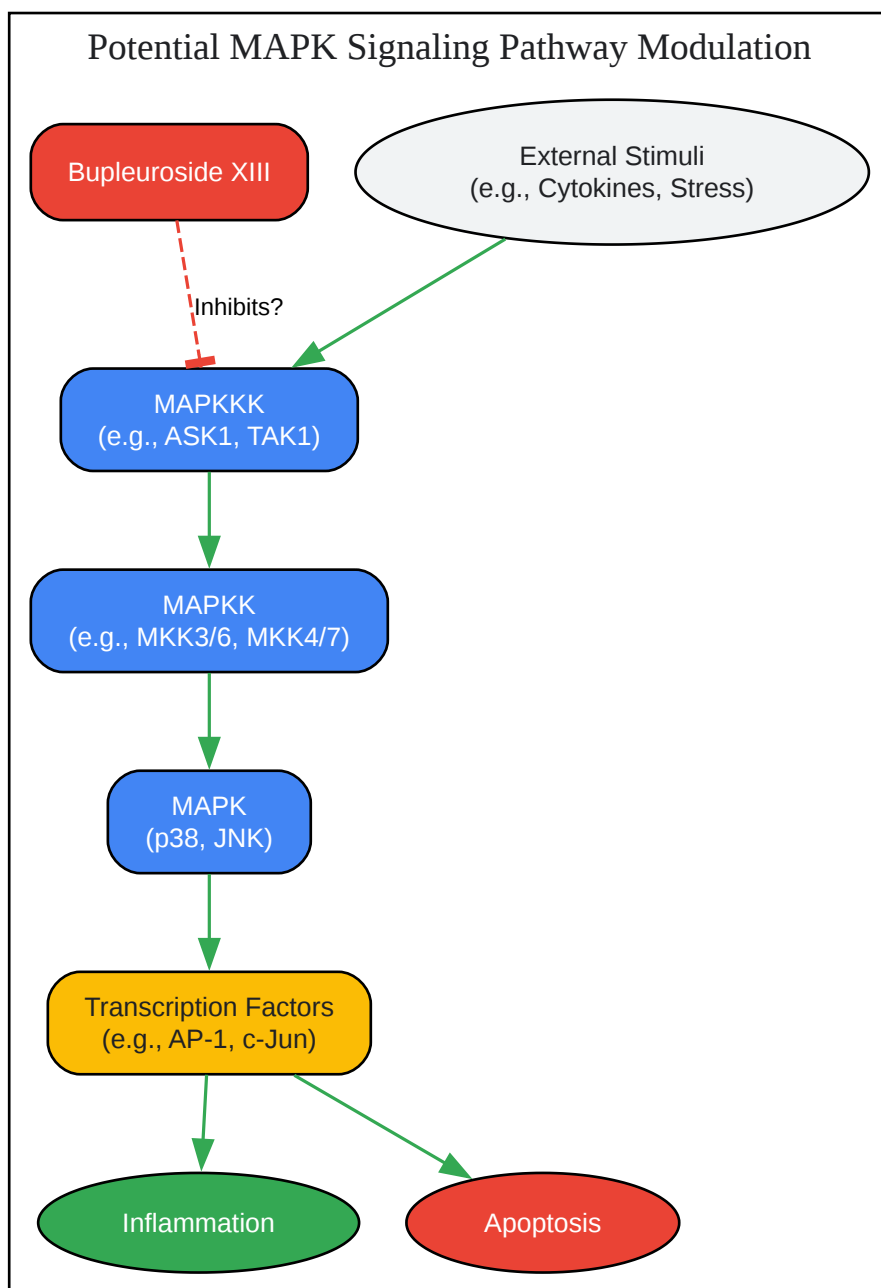 Potential MAPK Signaling Pathway Modulation
Bupleuroside XIII
External Stimuli
(e.g., Cytokines, Stress)
Inhibits?
MAPKKK
(e.g., ASK1, TAK1)
MAPKK
(e.g., MKK3/6, MKK4/7)
MAPK
(p38, JNK)
Transcription Factors
(e.g., AP-1, c-Jun)
Inflammation
Apoptosis